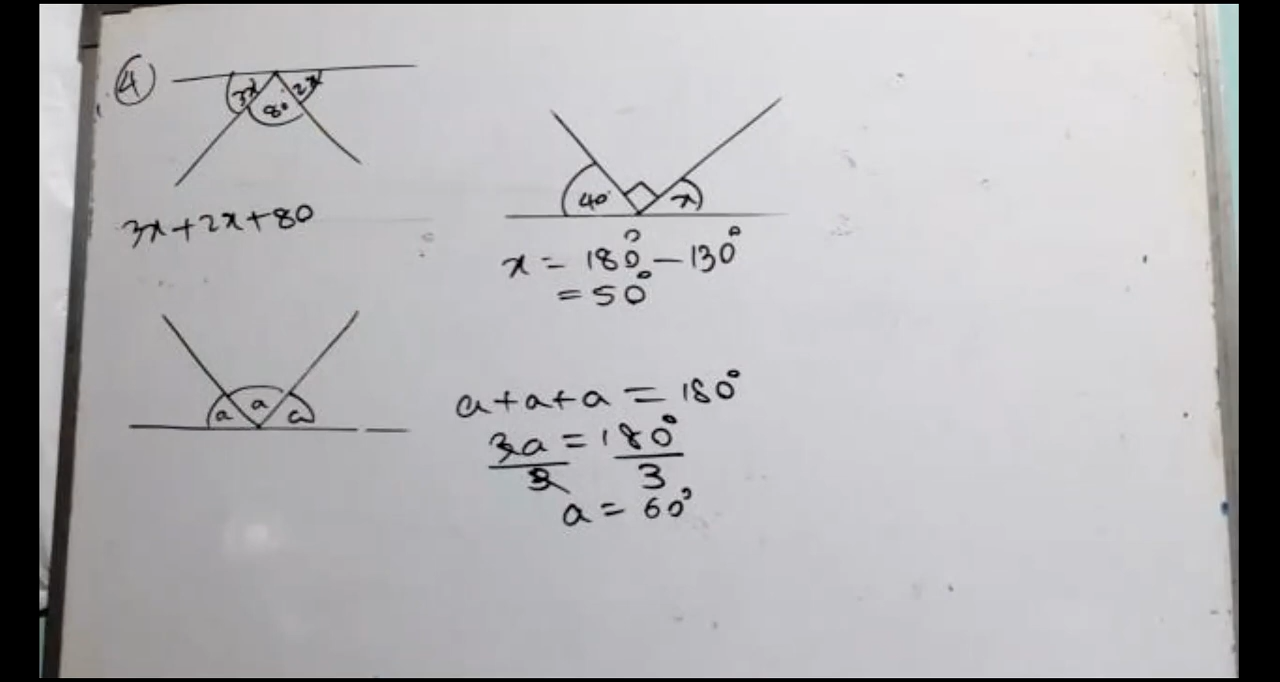 4
3x 80 2x
3x+2x+80
40° x
x = 180° - 130°
= 50°
a a a
a+a+a = 180°
3a = 180°
3 3
a = 60°